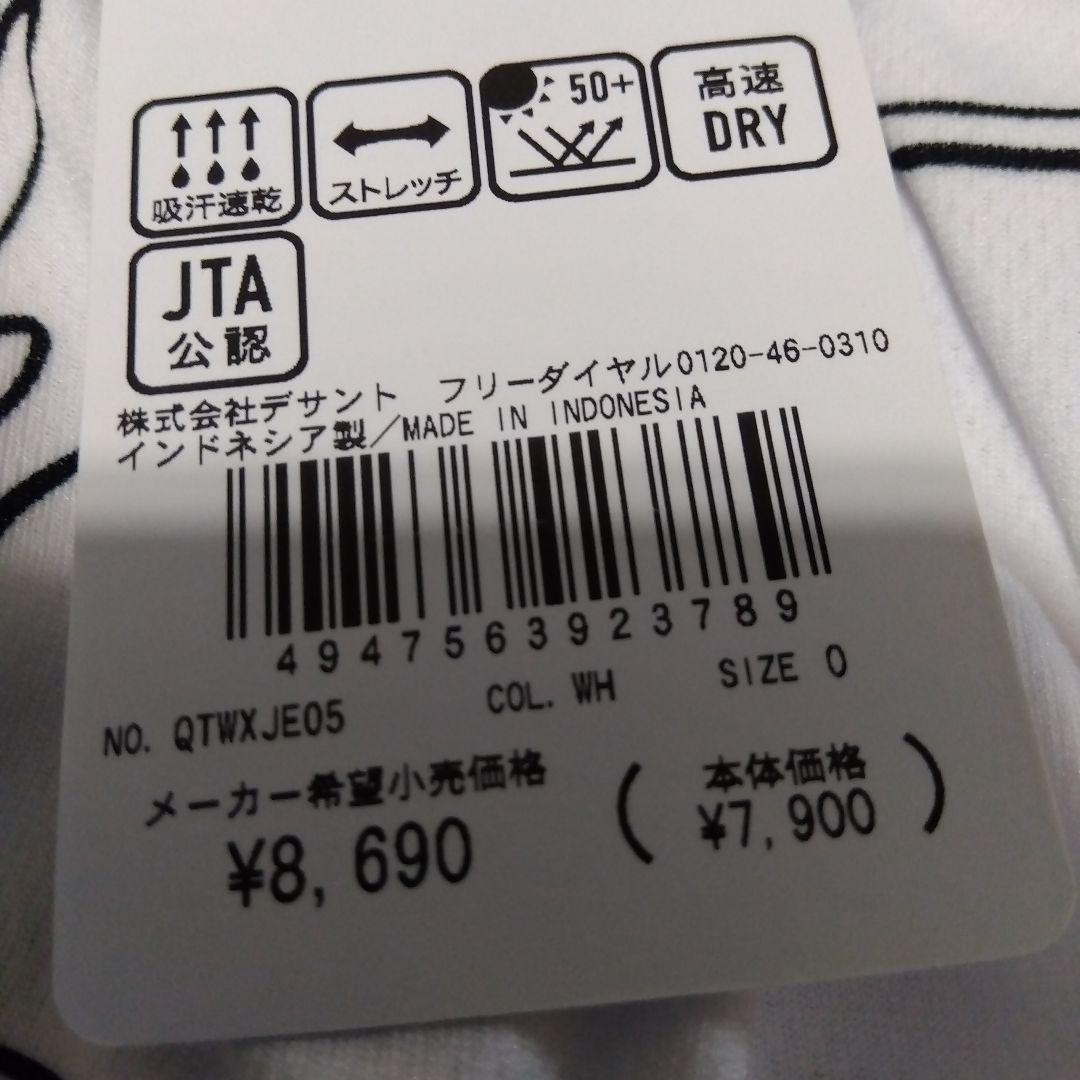 吸汗速乾
ストレッチ
50+
高速
DRY
JTA
公認
株式会社デサント フリーダイヤル0120-46-0310
インドネシア製/MADE IN INDONESIA
4947563923789
NO. QTWXJE05 COL. WH SIZE 0
メーカー希望小売価格
¥8,690
(本体価格
¥7,900)